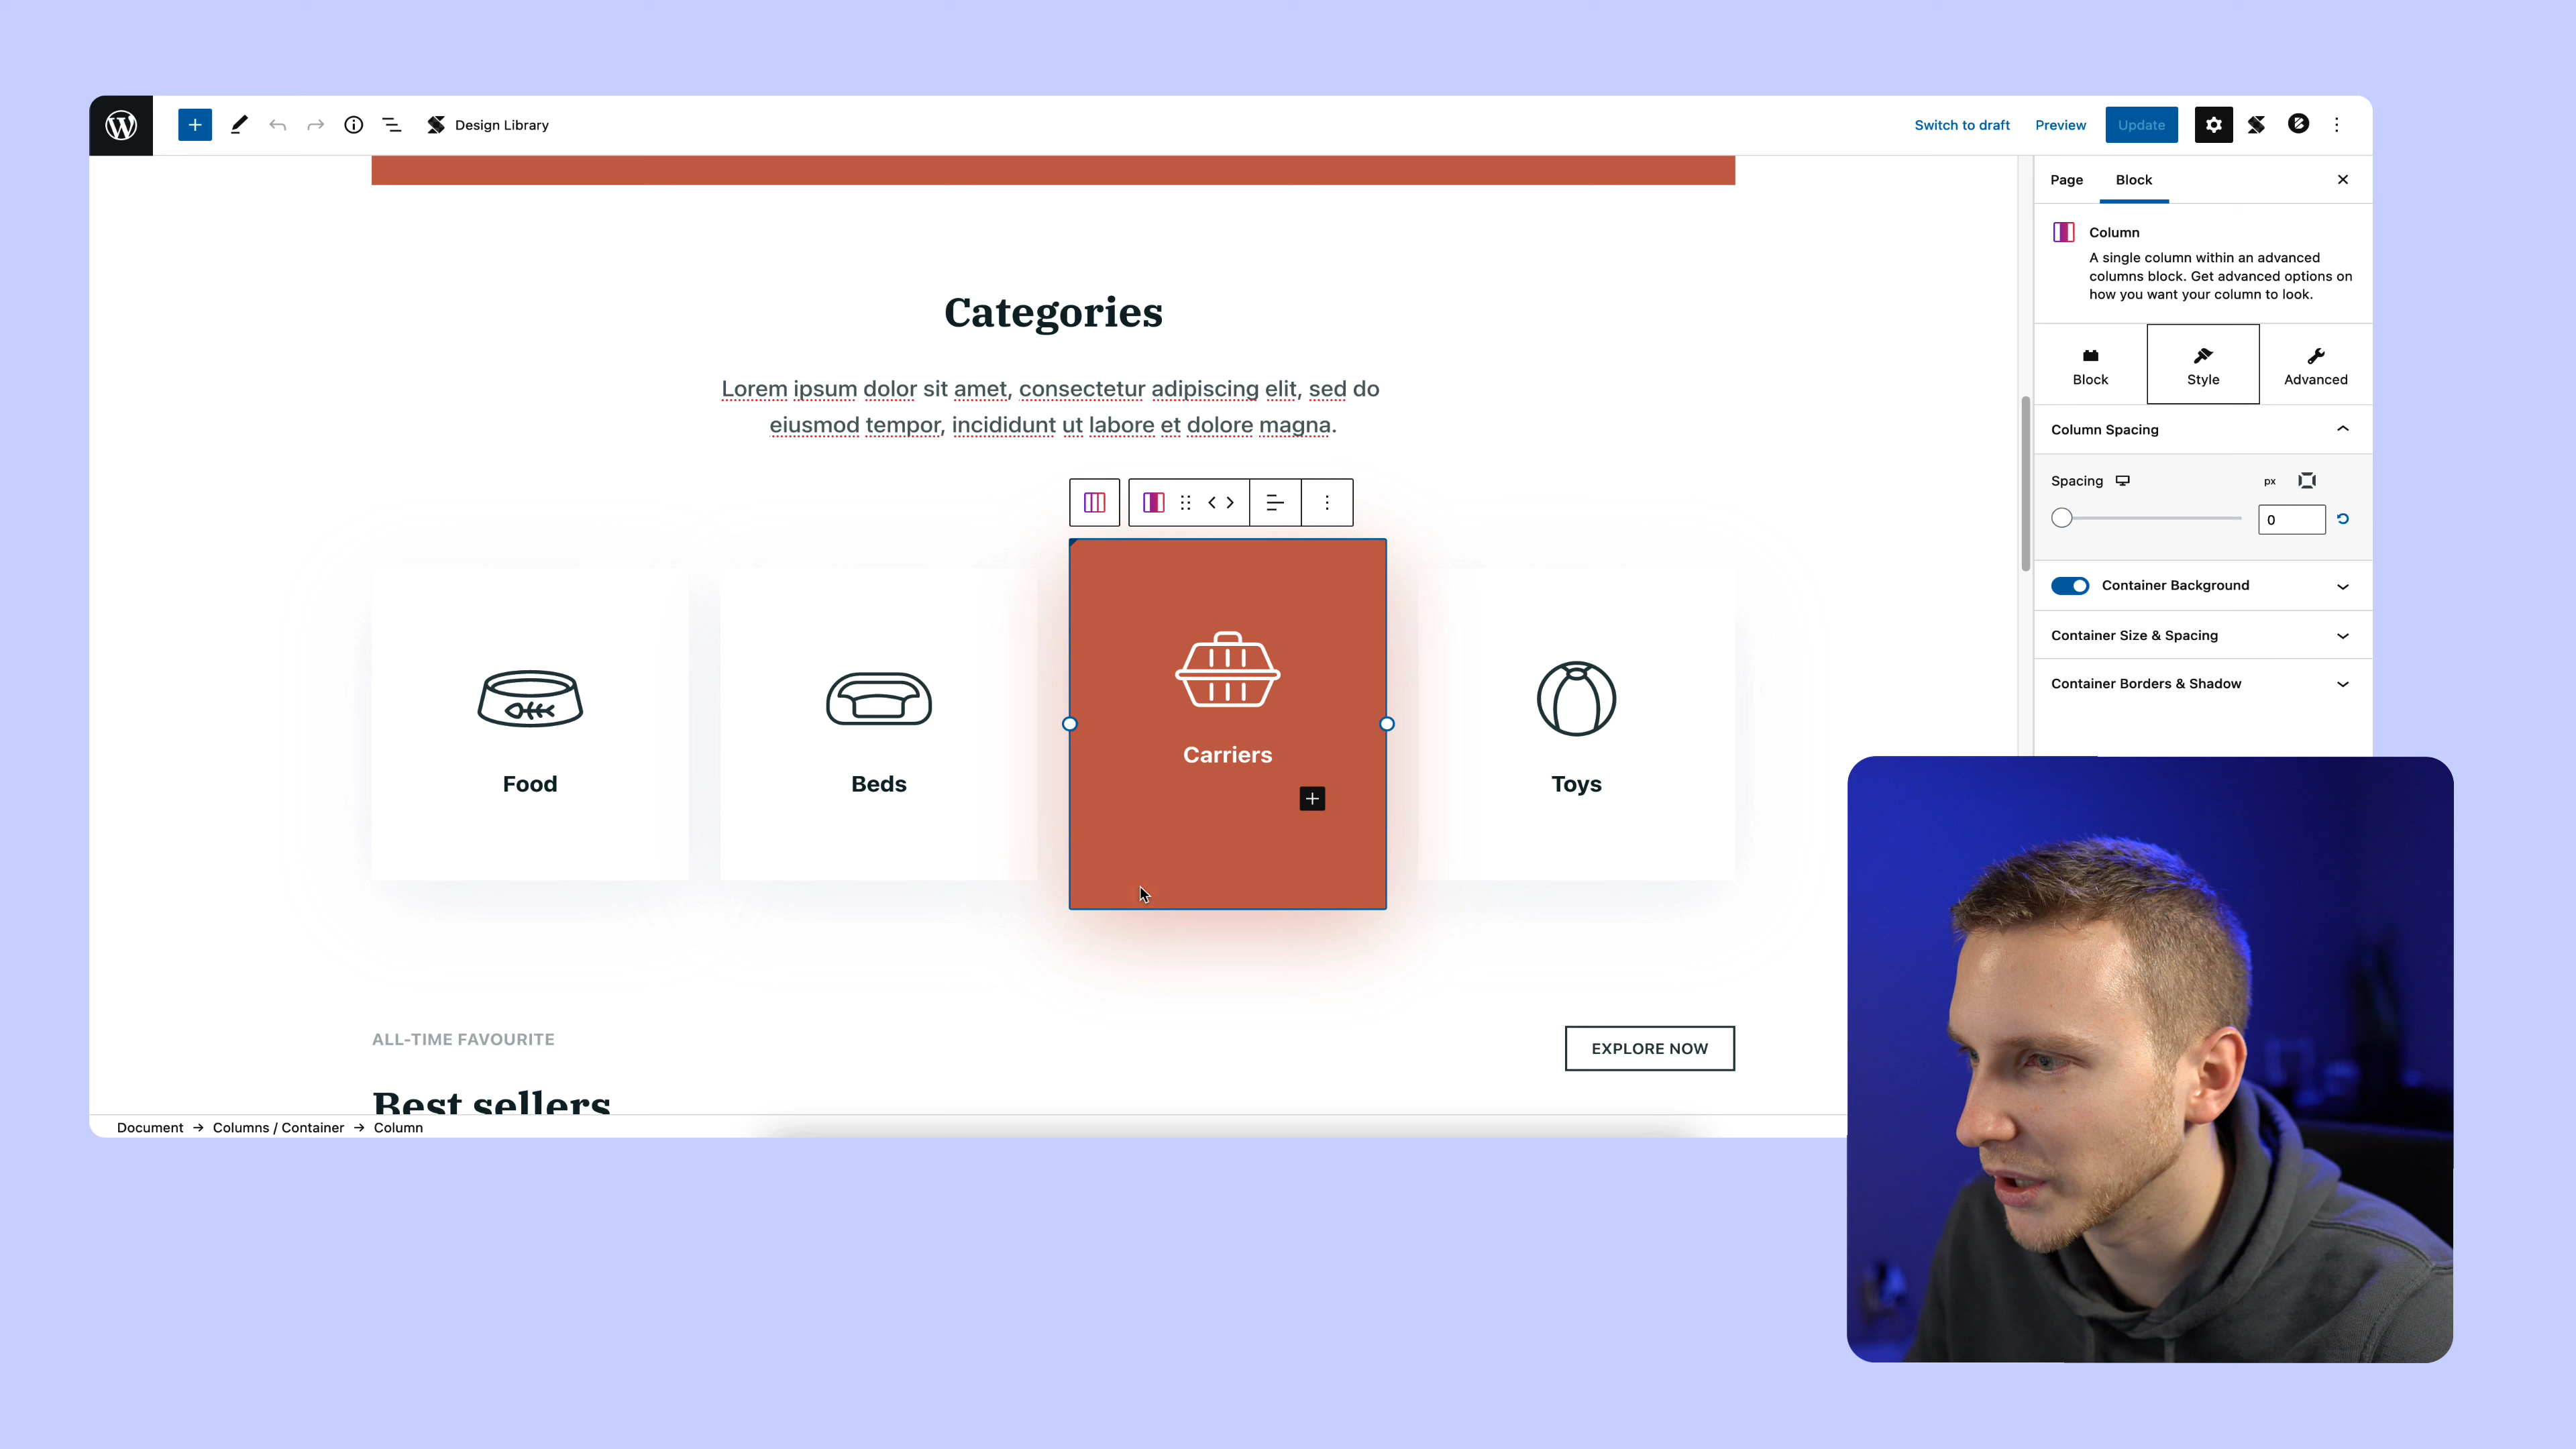 Design Library
Switch to draft
Preview
Update
Page
Block
Column
A single column within an advanced
columns block. Get advanced options on
how you want your column to look.
Block
Style
Advanced
Column Spacing
Spacing
px
0
Container Background
Container Size & Spacing
Container Borders & Shadow
Categories
Lorem ipsum dolor sit amet, consectetur adipiscing elit, sed do
eiusmod tempor, incididunt ut labore et dolore magna.
Food
Beds
Carriers
Toys
ALL-TIME FAVOURITE
EXPLORE NOW
Best sellers
Document → Columns / Container → Column